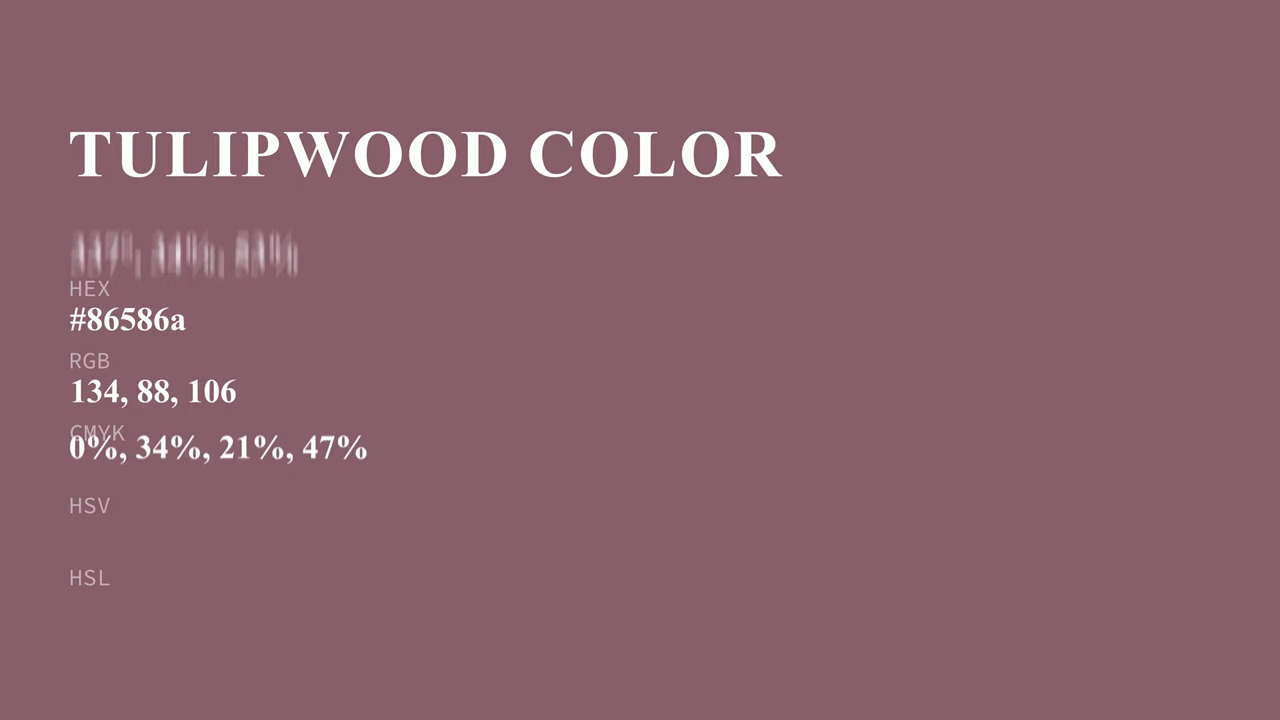 TULIPWOOD COLOR
HEX
#86586a
RGB
134, 88, 106
CMYK
0%, 34%, 21%, 47%
HSV
HSL